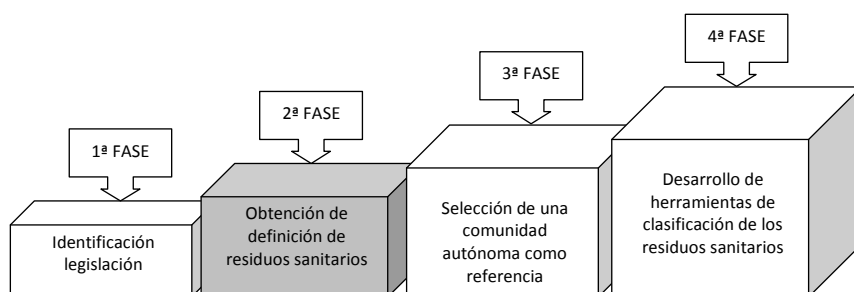 1ª FASE
Identificación
legislación
2ª FASE
Obtención de
definición de
residuos sanitarios
3ª FASE
Selección de una
comunidad
autónoma como
referencia
4ª FASE
Desarrollo de
herramientas de
clasificación de los
residuos sanitarios